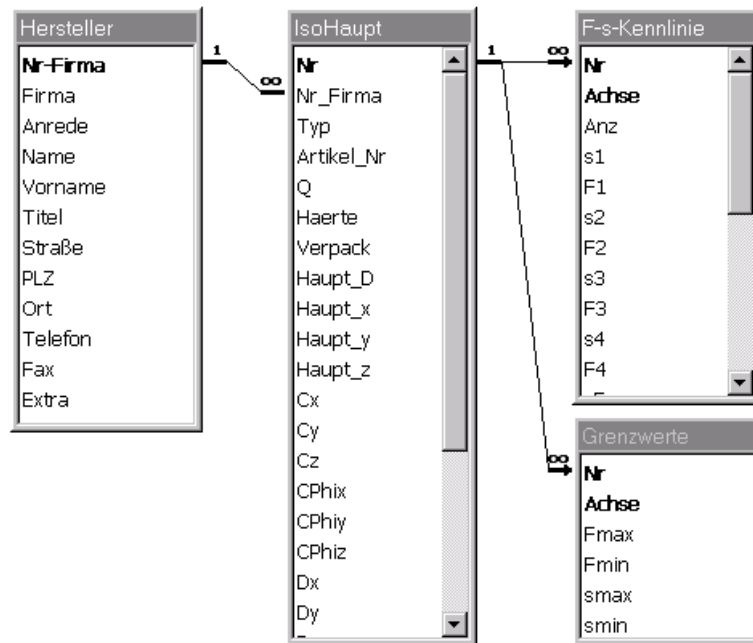 Hersteller
Nr-Firma
Firma
Anrede
Name
Vorname
Titel
Straße
PLZ
Ort
Telefon
Fax
Extra
1
∞
IsoHaupt
Nr
Nr_Firma
Typ
Artikel_Nr
Q
Haerte
Verpack
Haupt_D
Haupt_x
Haupt_y
Haupt_z
Cx
Cy
Cz
CPhix
CPhiy
CPhiz
Dx
Dy
1
∞
F-s-Kennlinie
Nr
Achse
Anz
s1
F1
s2
F2
s3
F3
s4
F4
∞
Grenzwerte
Nr
Achse
Fmax
Fmin
smax
smin